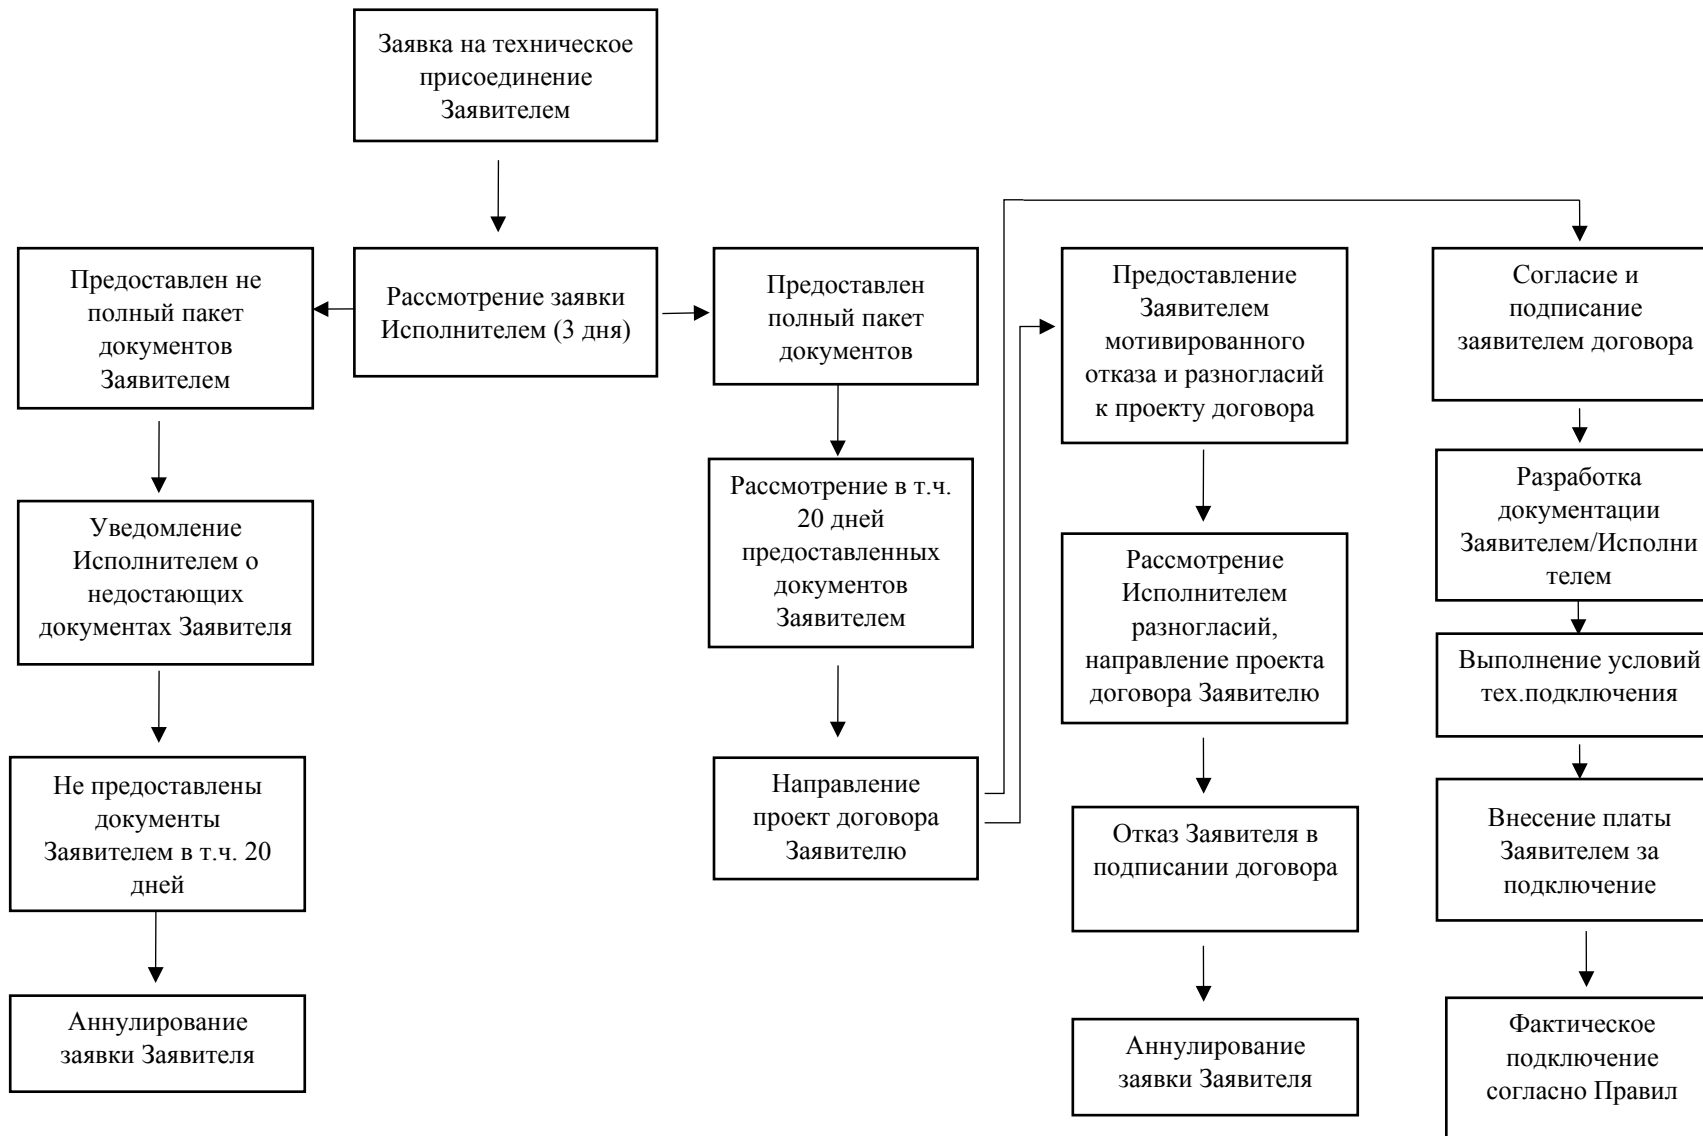 Заявка на техническое
присоединение
Заявителем
Предоставлен не
полный пакет
документов
Заявителем
Рассмотрение заявки
Исполнителем (3 дня)
Предоставлен
полный пакет
документов
Предоставление
Заявителем
мотивированного
отказа и разногласий
к проекту договора
Согласие и
подписание
заявителем договора
Уведомление
Исполнителем о
недостающих
документах Заявителя
Рассмотрение в т.ч.
20 дней
предоставленных
документов
Заявителем
Рассмотрение
Исполнителем
разногласий,
направление проекта
договора Заявителю
Разработка
документации
Заявителем/Исполни
телем
Выполнение условий
тех.подключения
Не предоставлены
документы
Заявителем в т.ч. 20
дней
Направление
проект договора
Заявителю
Отказ Заявителя в
подписании договора
Внесение платы
Заявителем за
подключение
Аннулирование
заявки Заявителя
Аннулирование
заявки Заявителя
Фактическое
подключение
согласно Правил